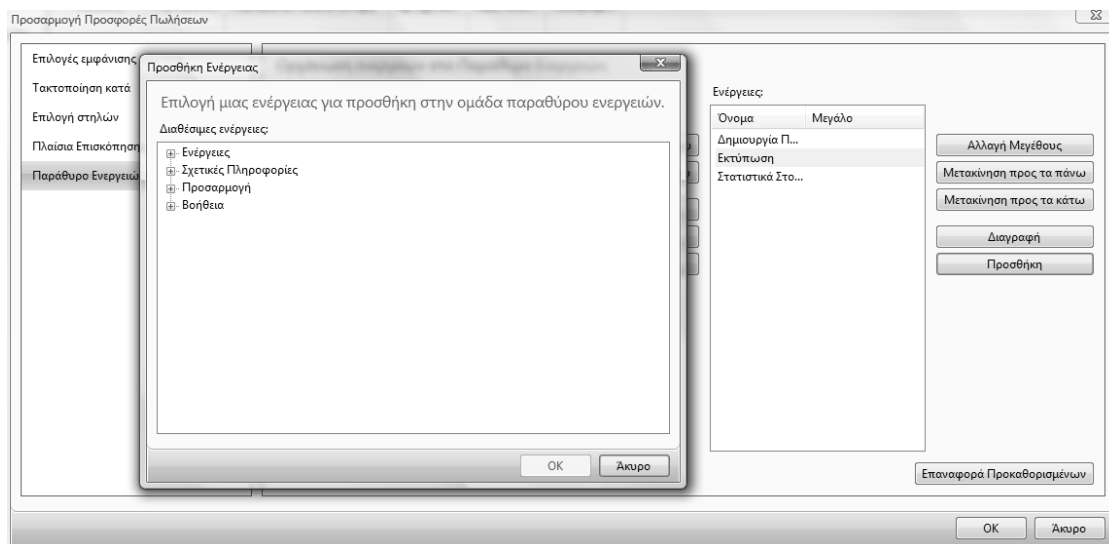 Προσαρμογή Προσφορές Πωλήσεων
Επιλογές εμφάνισης
Τακτοποίηση κατά
Επιλογή στηλών
Πλαίσια Επισκόπηση
Παράθυρο Ενεργειώ
Προσθήκη Ενέργειας
Επιλογή μιας ενέργειας για προσθήκη στην ομάδα παραθύρου ενεργειών.
Διαθέσιμες ενέργειες:
Ενέργειες
Σχετικές Πληροφορίες
Προσαρμογή
Βοήθεια
OK Άκυρο
Ενέργειες:
Όνομα Μεγάλο
Δημιουργία Π...
Εκτύπωση
Στατιστικά Στο...
Αλλαγή Μεγέθους
Μετακίνηση προς τα πάνω
Μετακίνηση προς τα κάτω
Διαγραφή
Προσθήκη
Επαναφορά Προκαθορισμένων
OK Άκυρο